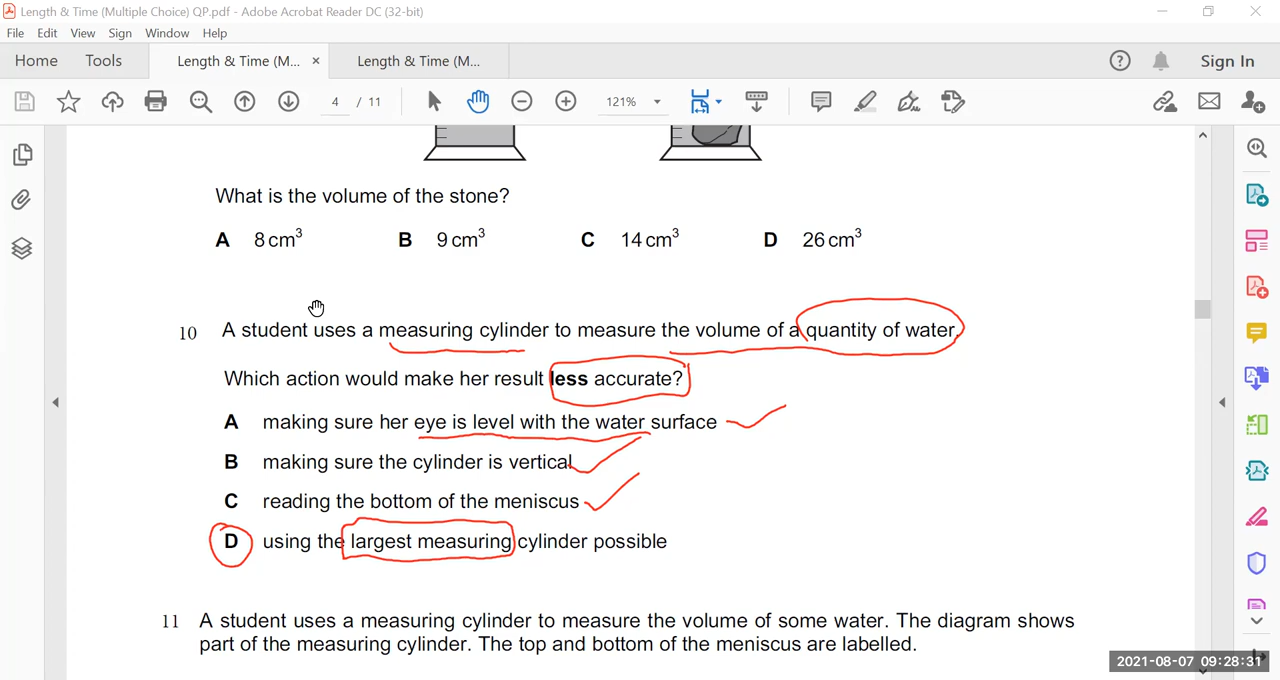 Length & Time (Multiple Choice) QP.pdf - Adobe Acrobat Reader DC (32-bit)
File Edit View Sign Window Help
Home Tools Length & Time (M... × Length & Time (M... Sign In
4 / 11 121%
What is the volume of the stone?
A 8 cm³ B 9 cm³ C 14 cm³ D 26 cm³
10 A student uses a measuring cylinder to measure the volume of a quantity of water.
Which action would make her result less accurate?
A making sure her eye is level with the water surface
B making sure the cylinder is vertical
C reading the bottom of the meniscus
D using the largest measuring cylinder possible
11 A student uses a measuring cylinder to measure the volume of some water. The diagram shows
part of the measuring cylinder. The top and bottom of the meniscus are labelled.
2021-08-07 09:28:31